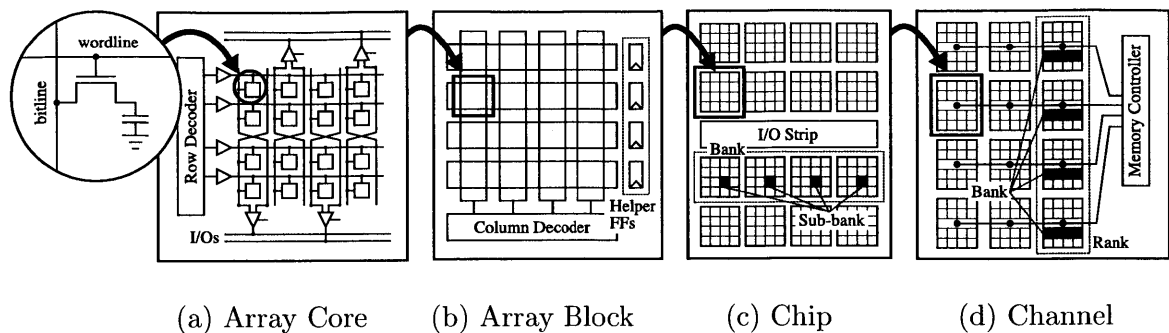 wordline
bitline
Row Decoder
I/Os
Column Decoder
Helper
FFs
I/O Strip
Bank
Sub-bank
Bank
Rank
Memory Controller
(a) Array Core
(b) Array Block
(c) Chip
(d) Channel